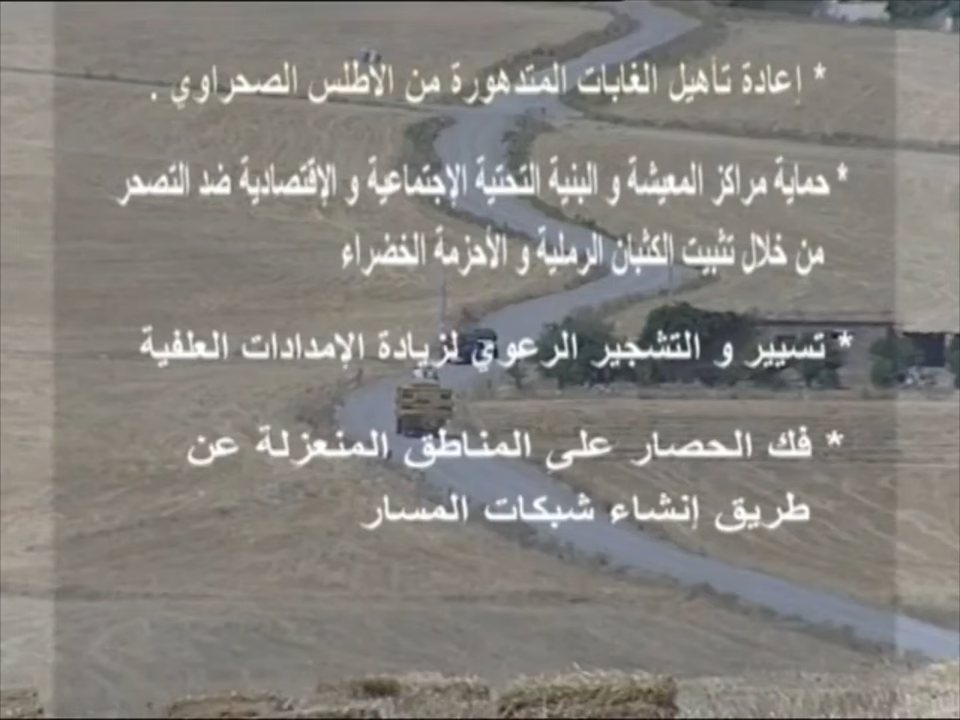 * إعادة تأهيل الغابات المتدهورة من الأطلس الصحراوي .
* حماية مراكز المعيشة و البنية التحتية الإجتماعية و الإقتصادية ضد التصحر
من خلال تثبيت الكثبان الرملية و الأحزمة الخضراء
* تسيير و التشجير الرعوي لزيادة الإمدادات العلفية
* فك الحصار على المناطق المنعزلة عن
طريق إنشاء شبكات المسار